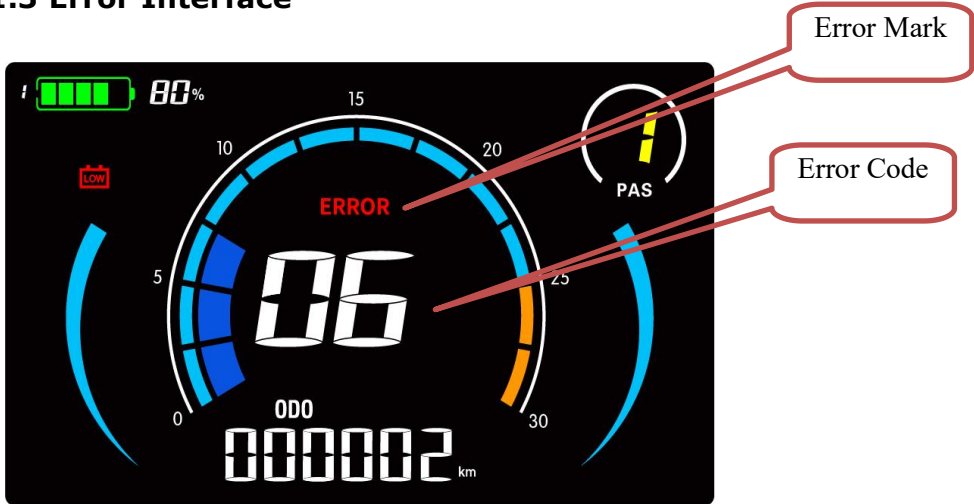 1.3 Error Interface
Error Mark
1 80%
15
10
20
LOW
ERROR
PAS
1
Error Code
5
06
25
0
ODO
30
000002 km